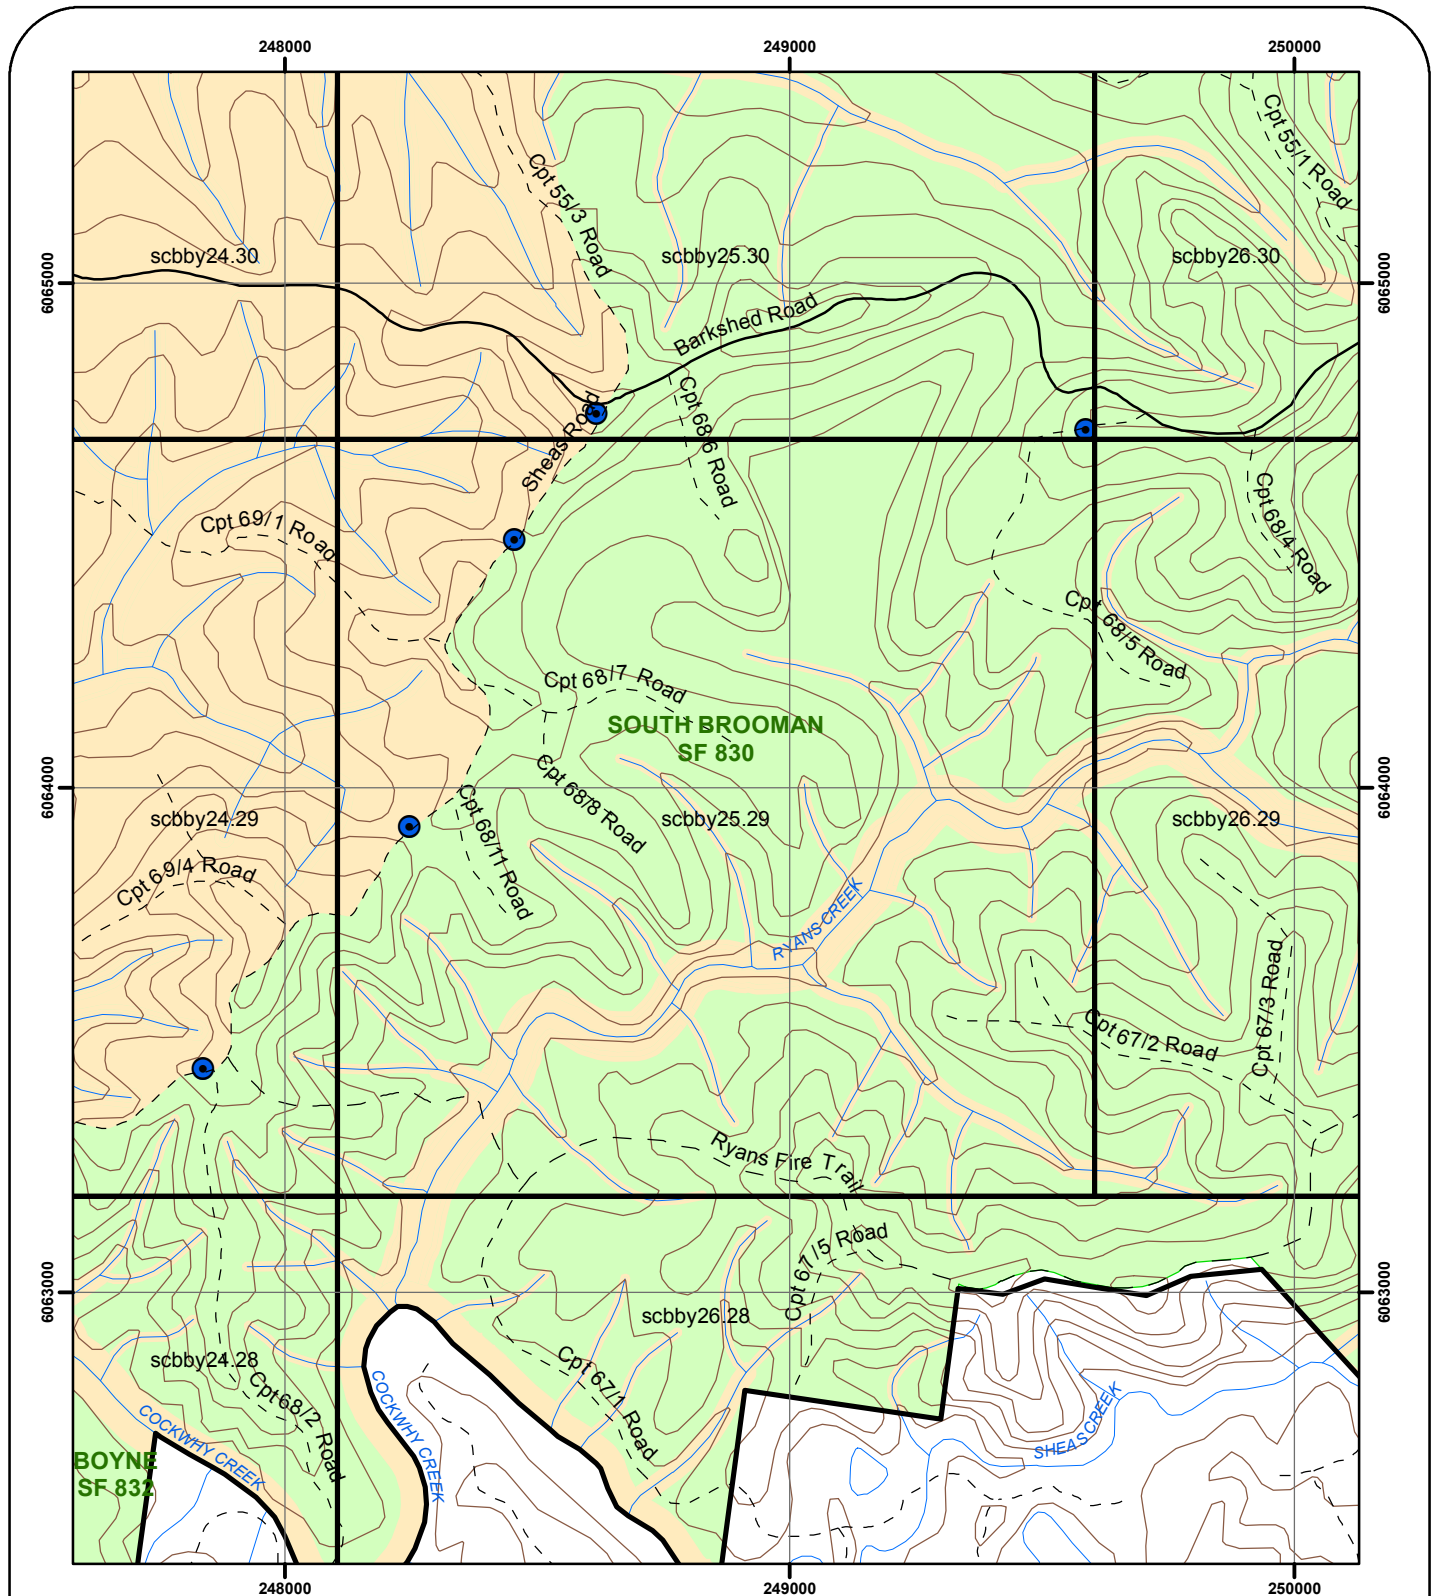 248000
249000
250000
Cpt 55/1 Road
Cpt 55/3 Road
scbby24.30
scbby25.30
scbby26.30
6065000
6065000
Barkshed Road
Sheas Road
Cpt 68/6 Road
Cpt 69/1 Road
Cpt 68/4 Road
Cpt 68/5 Road
Cpt 68/7 Road
SOUTH BROOMAN
SF 830
6064000
6064000
Cpt 68/8 Road
scbby24.29
scbby25.29
scbby26.29
Cpt 68/11 Road
Cpt 69/4 Road
RYANS CREEK
Cpt 67/3 Road
Cpt 67/2 Road
Ryans Fire Trail
Cpt 67/5 Road
6063000
6063000
scbby26.28
scbby24.28
Cpt 67/1 Road
Cpt 68/2 Road
COCKWHY CREEK
COCKWHY CREEK
SHEAS CREEK
BOYNE
SF 832
248000
249000
250000